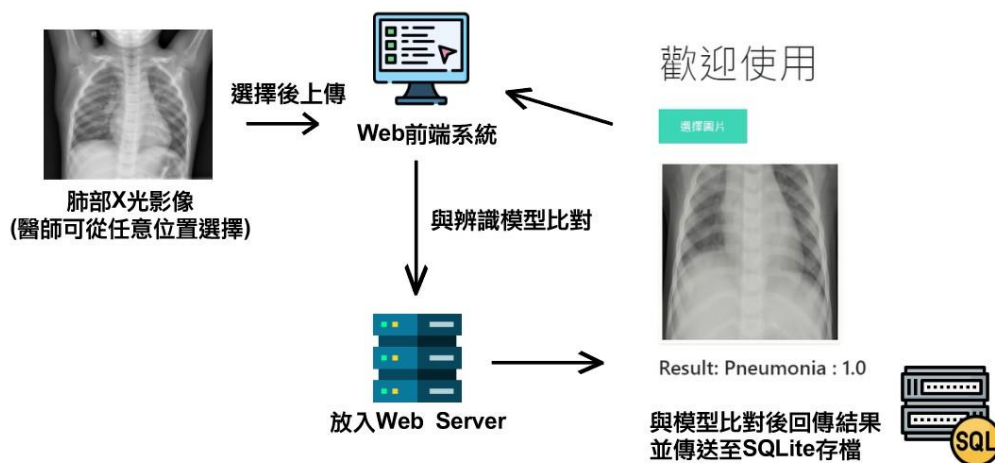 選擇後上傳
Web前端系統
肺部X光影像
(醫師可從任意位置選擇)
與辨識模型比對
放入Web Server
歡迎使用
選擇圖片
Result: Pneumonia : 1.0
與模型比對後回傳結果
並傳送至SQLite存檔
SQL